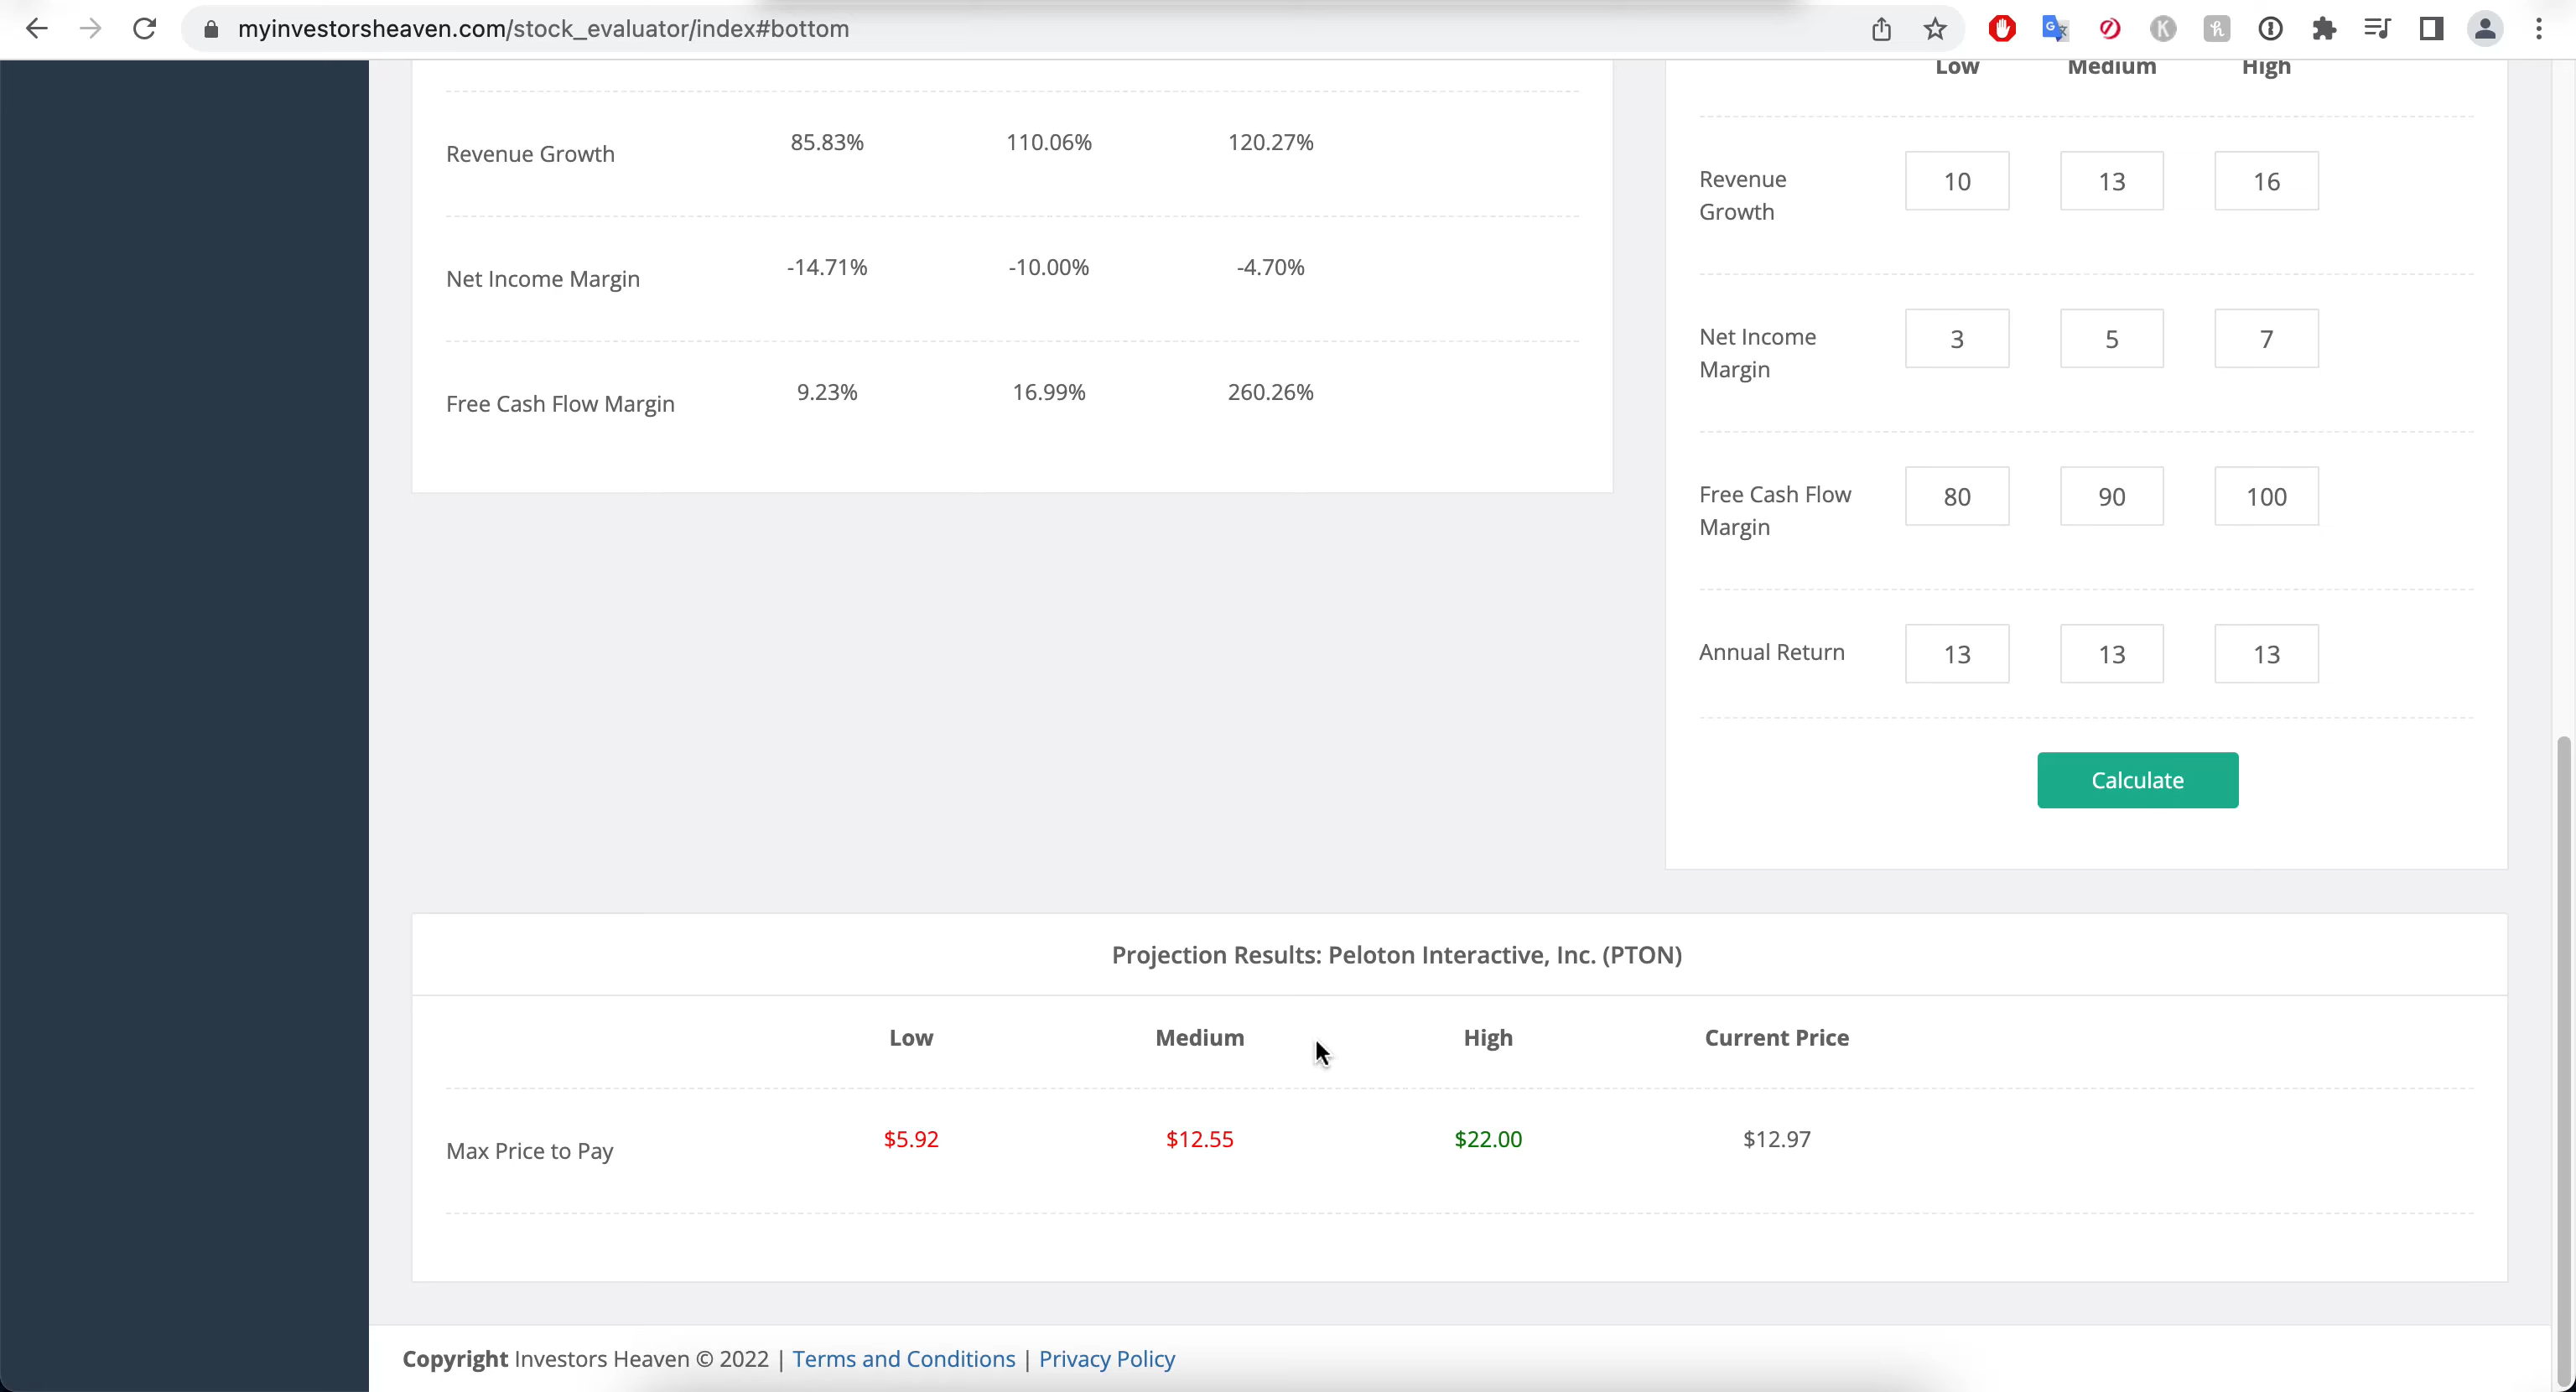 myinvestorsheaven.com/stock_evaluator/index#bottom
Low Medium High
Revenue Growth 85.83% 110.06% 120.27%
Net Income Margin -14.71% -10.00% -4.70%
Free Cash Flow Margin 9.23% 16.99% 260.26%
Revenue
Growth 10 13 16
Net Income
Margin 3 5 7
Free Cash Flow
Margin 80 90 100
Annual Return 13 13 13
Calculate
Projection Results: Peloton Interactive, Inc. (PTON)
Low Medium High Current Price
Max Price to Pay $5.92 $12.55 $22.00 $12.97
Copyright Investors Heaven © 2022 | Terms and Conditions | Privacy Policy